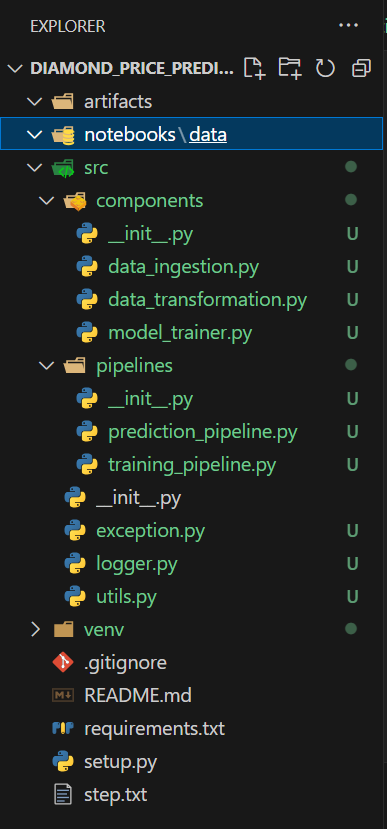 EXPLORER
DIAMOND_PRICE_PREDI...
artifacts
notebooks\data
src
components
__init__.py U
data_ingestion.py U
data_transformation.py U
model_trainer.py U
pipelines
__init__.py U
prediction_pipeline.py U
training_pipeline.py U
__init__.py
exception.py U
logger.py U
utils.py U
venv
.gitignore
README.md
requirements.txt
setup.py
step.txt